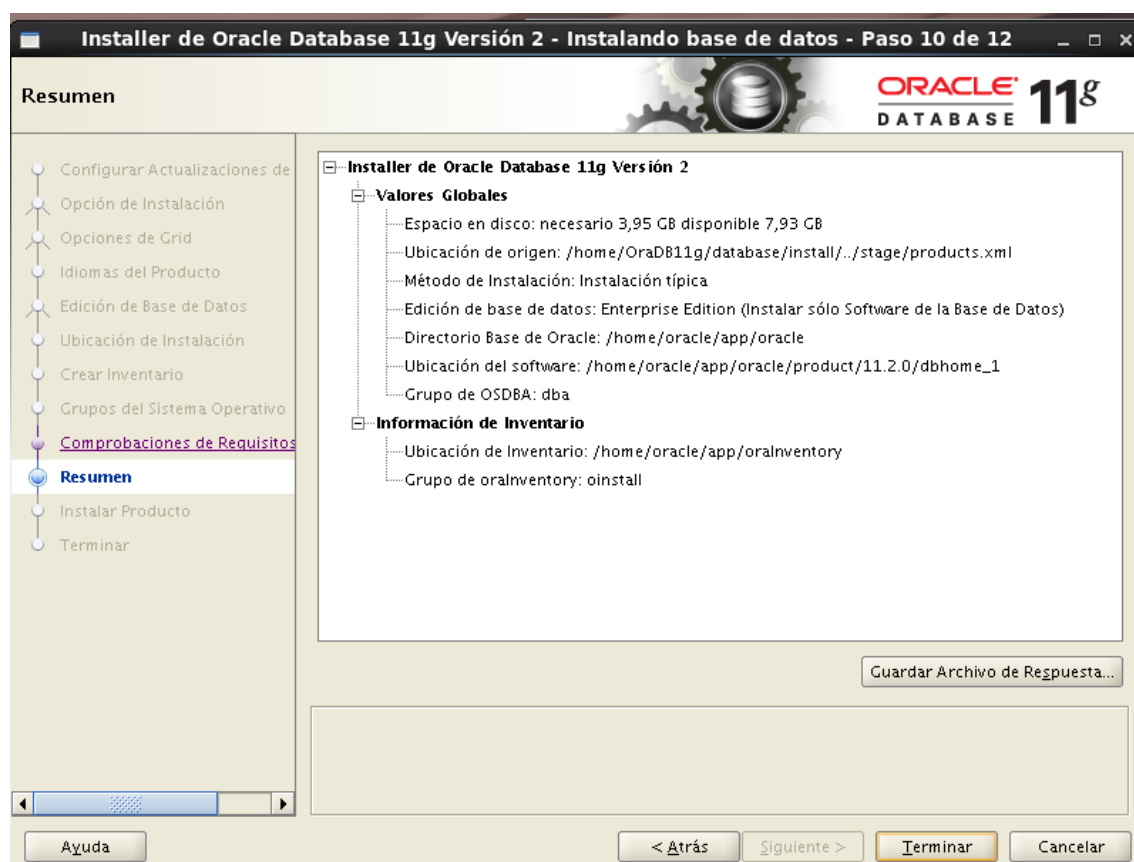 Installer de Oracle Database 11g Versión 2 - Instalando base de datos - Paso 10 de 12
Resumen
ORACLE
DATABASE
11g
Configurar Actualizaciones de
Opción de Instalación
Opciones de Grid
Idiomas del Producto
Edición de Base de Datos
Ubicación de Instalación
Crear Inventario
Grupos del Sistema Operativo
Comprobaciones de Requisitos
Resumen
Instalar Producto
Terminar
Installer de Oracle Database 11g Versión 2
Valores Globales
Espacio en disco: necesario 3,95 GB disponible 7,93 GB
Ubicación de origen: /home/OraDB11g/database/install/../stage/products.xml
Método de Instalación: Instalación típica
Edición de base de datos: Enterprise Edition (Instalar sólo Software de la Base de Datos)
Directorio Base de Oracle: /home/oracle/app/oracle
Ubicación del software: /home/oracle/app/oracle/product/11.2.0/dbhome_1
Grupo de OSDBA: dba
Información de Inventario
Ubicación de Inventario: /home/oracle/app/oraInventory
Grupo de oraInventory: oinstall
Guardar Archivo de Respuesta...
Ayuda
< Atrás
Siguiente >
Terminar
Cancelar